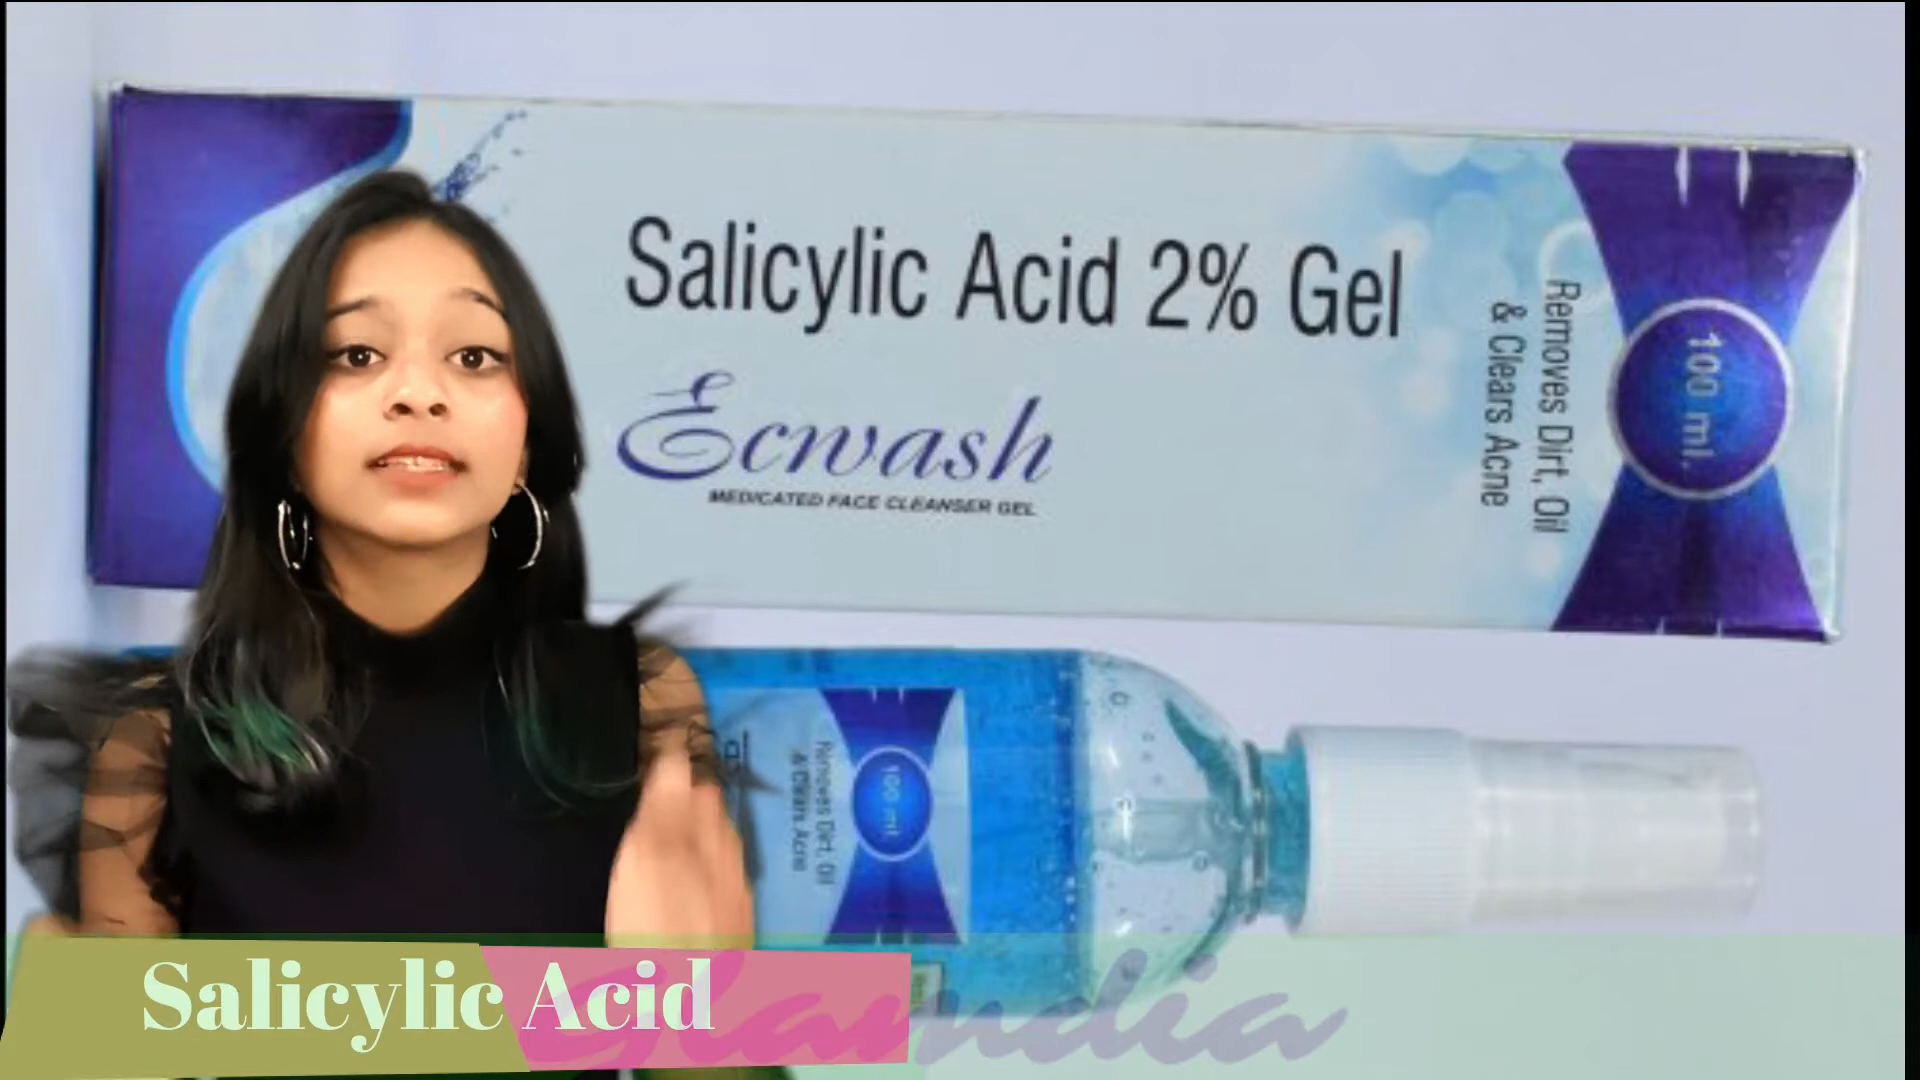 Salicylic Acid 2% Gel
Ecwash
MEDICATED FACE CLEANSER GEL
Removes Dirt, Oil
& Clears Acne
100 ml.
Removes Dirt, Oil
& Clears Acne
100 ml.
Salicylic Acid
Glamdia